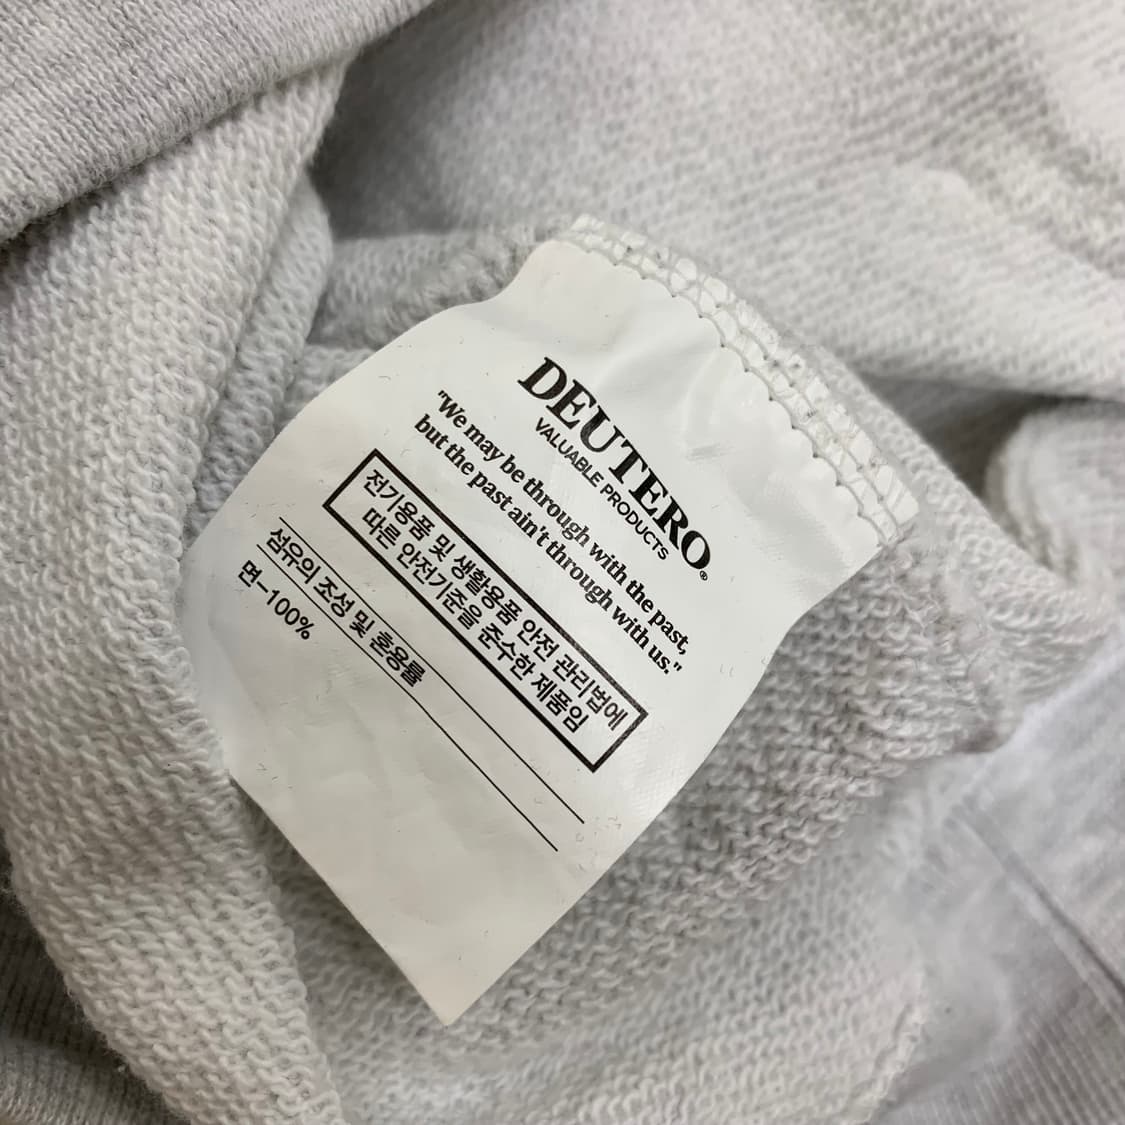 DEUTERO®
VALUABLE PRODUCTS
"We may be through with the past,
but the past ain't through with us."
전기용품 및 생활용품 안전 관리법에
따른 안전기준을 준수한 제품임
섬유의 조성 및 혼용률
면-100%